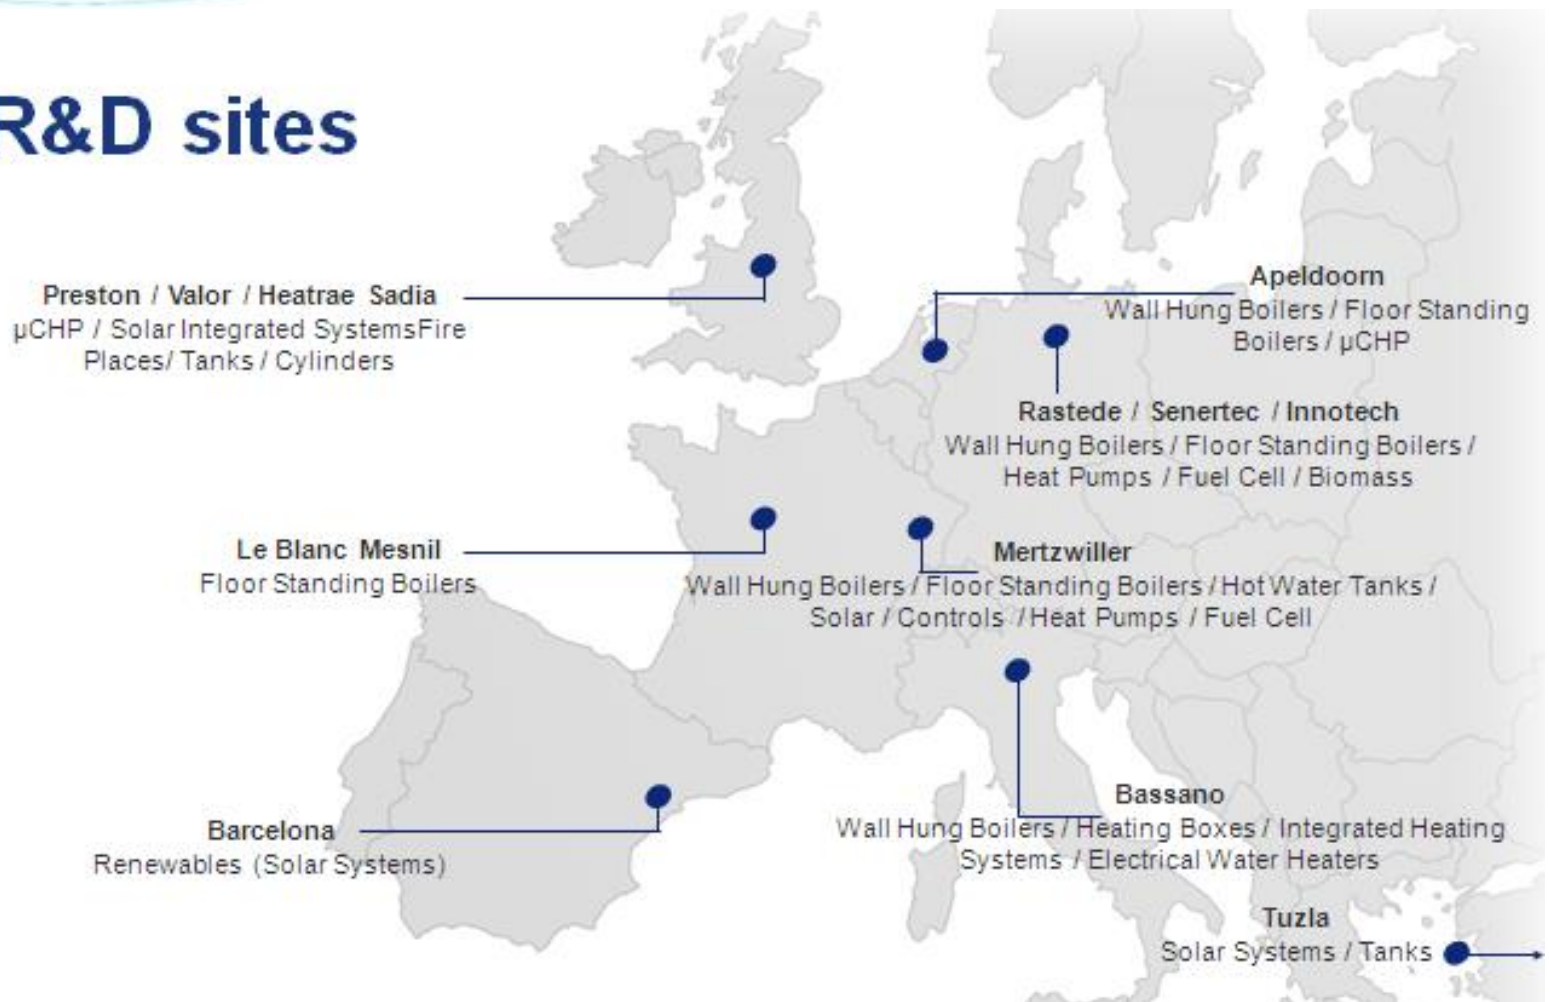 R&D sites
Preston / Valor / Heatrae Sadia
µCHP / Solar Integrated SystemsFire
Places/ Tanks / Cylinders
Apeldoorn
Wall Hung Boilers / Floor Standing
Boilers / µCHP
Rastede / Senertec / Innotech
Wall Hung Boilers / Floor Standing Boilers /
Heat Pumps / Fuel Cell / Biomass
Le Blanc Mesnil
Floor Standing Boilers
Mertzwiller
Wall Hung Boilers / Floor Standing Boilers / Hot Water Tanks /
Solar / Controls / Heat Pumps / Fuel Cell
Barcelona
Renewables (Solar Systems)
Bassano
Wall Hung Boilers / Heating Boxes / Integrated Heating
Systems / Electrical Water Heaters
Tuzla
Solar Systems / Tanks